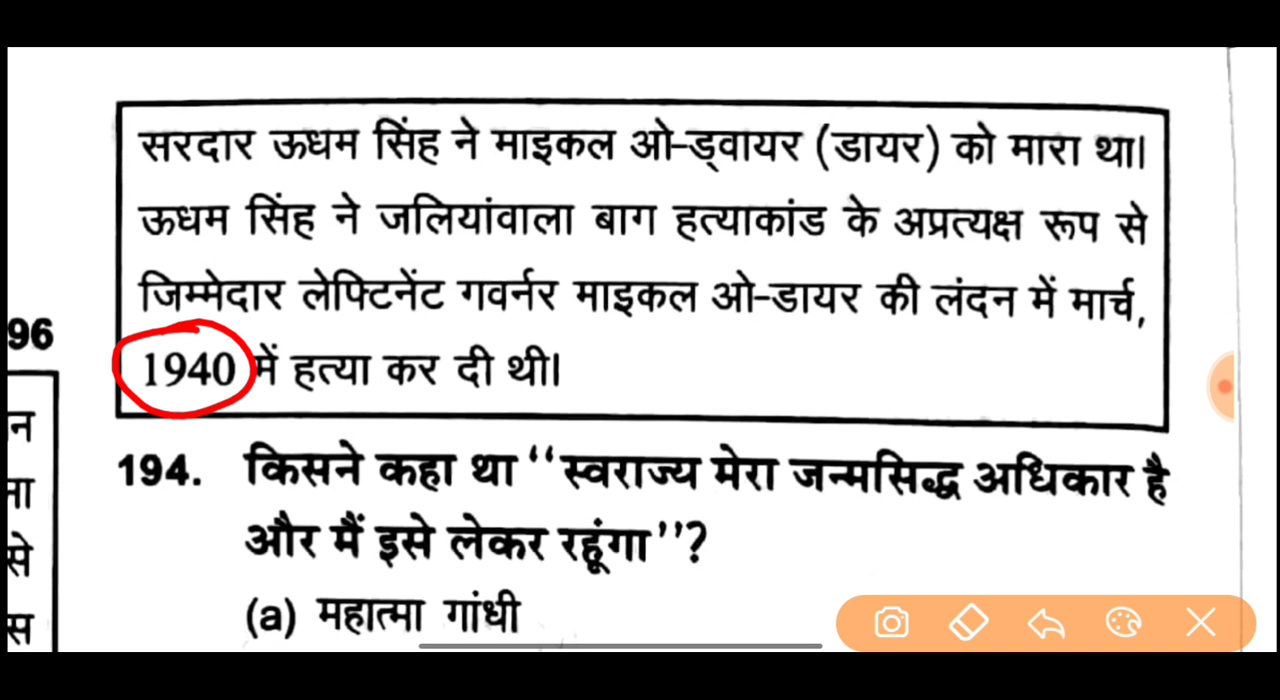 सरदार ऊधम सिंह ने माइकल ओ-ड्वायर (डायर) को मारा था।
ऊधम सिंह ने जलियांवाला बाग हत्याकांड के अप्रत्यक्ष रूप से
जिम्मेदार लेफ्टिनेंट गवर्नर माइकल ओ-डायर की लंदन में मार्च,
96
1940 में हत्या कर दी थी।
न
194. किसने कहा था ‘‘स्वराज्य मेरा जन्मसिद्ध अधिकार है
और मैं इसे लेकर रहूंगा’’?
से
(a) महात्मा गांधी
स